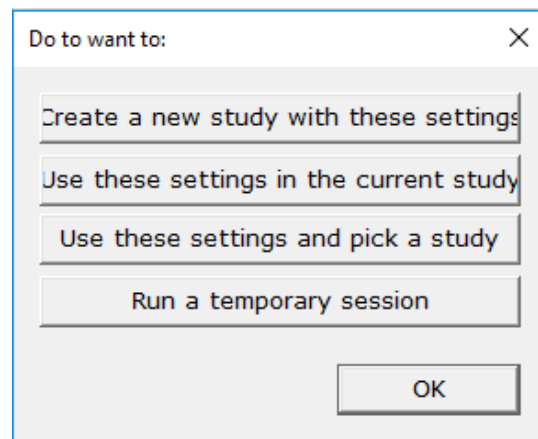 Do to want to:
Create a new study with these settings
Use these settings in the current study
Use these settings and pick a study
Run a temporary session
OK